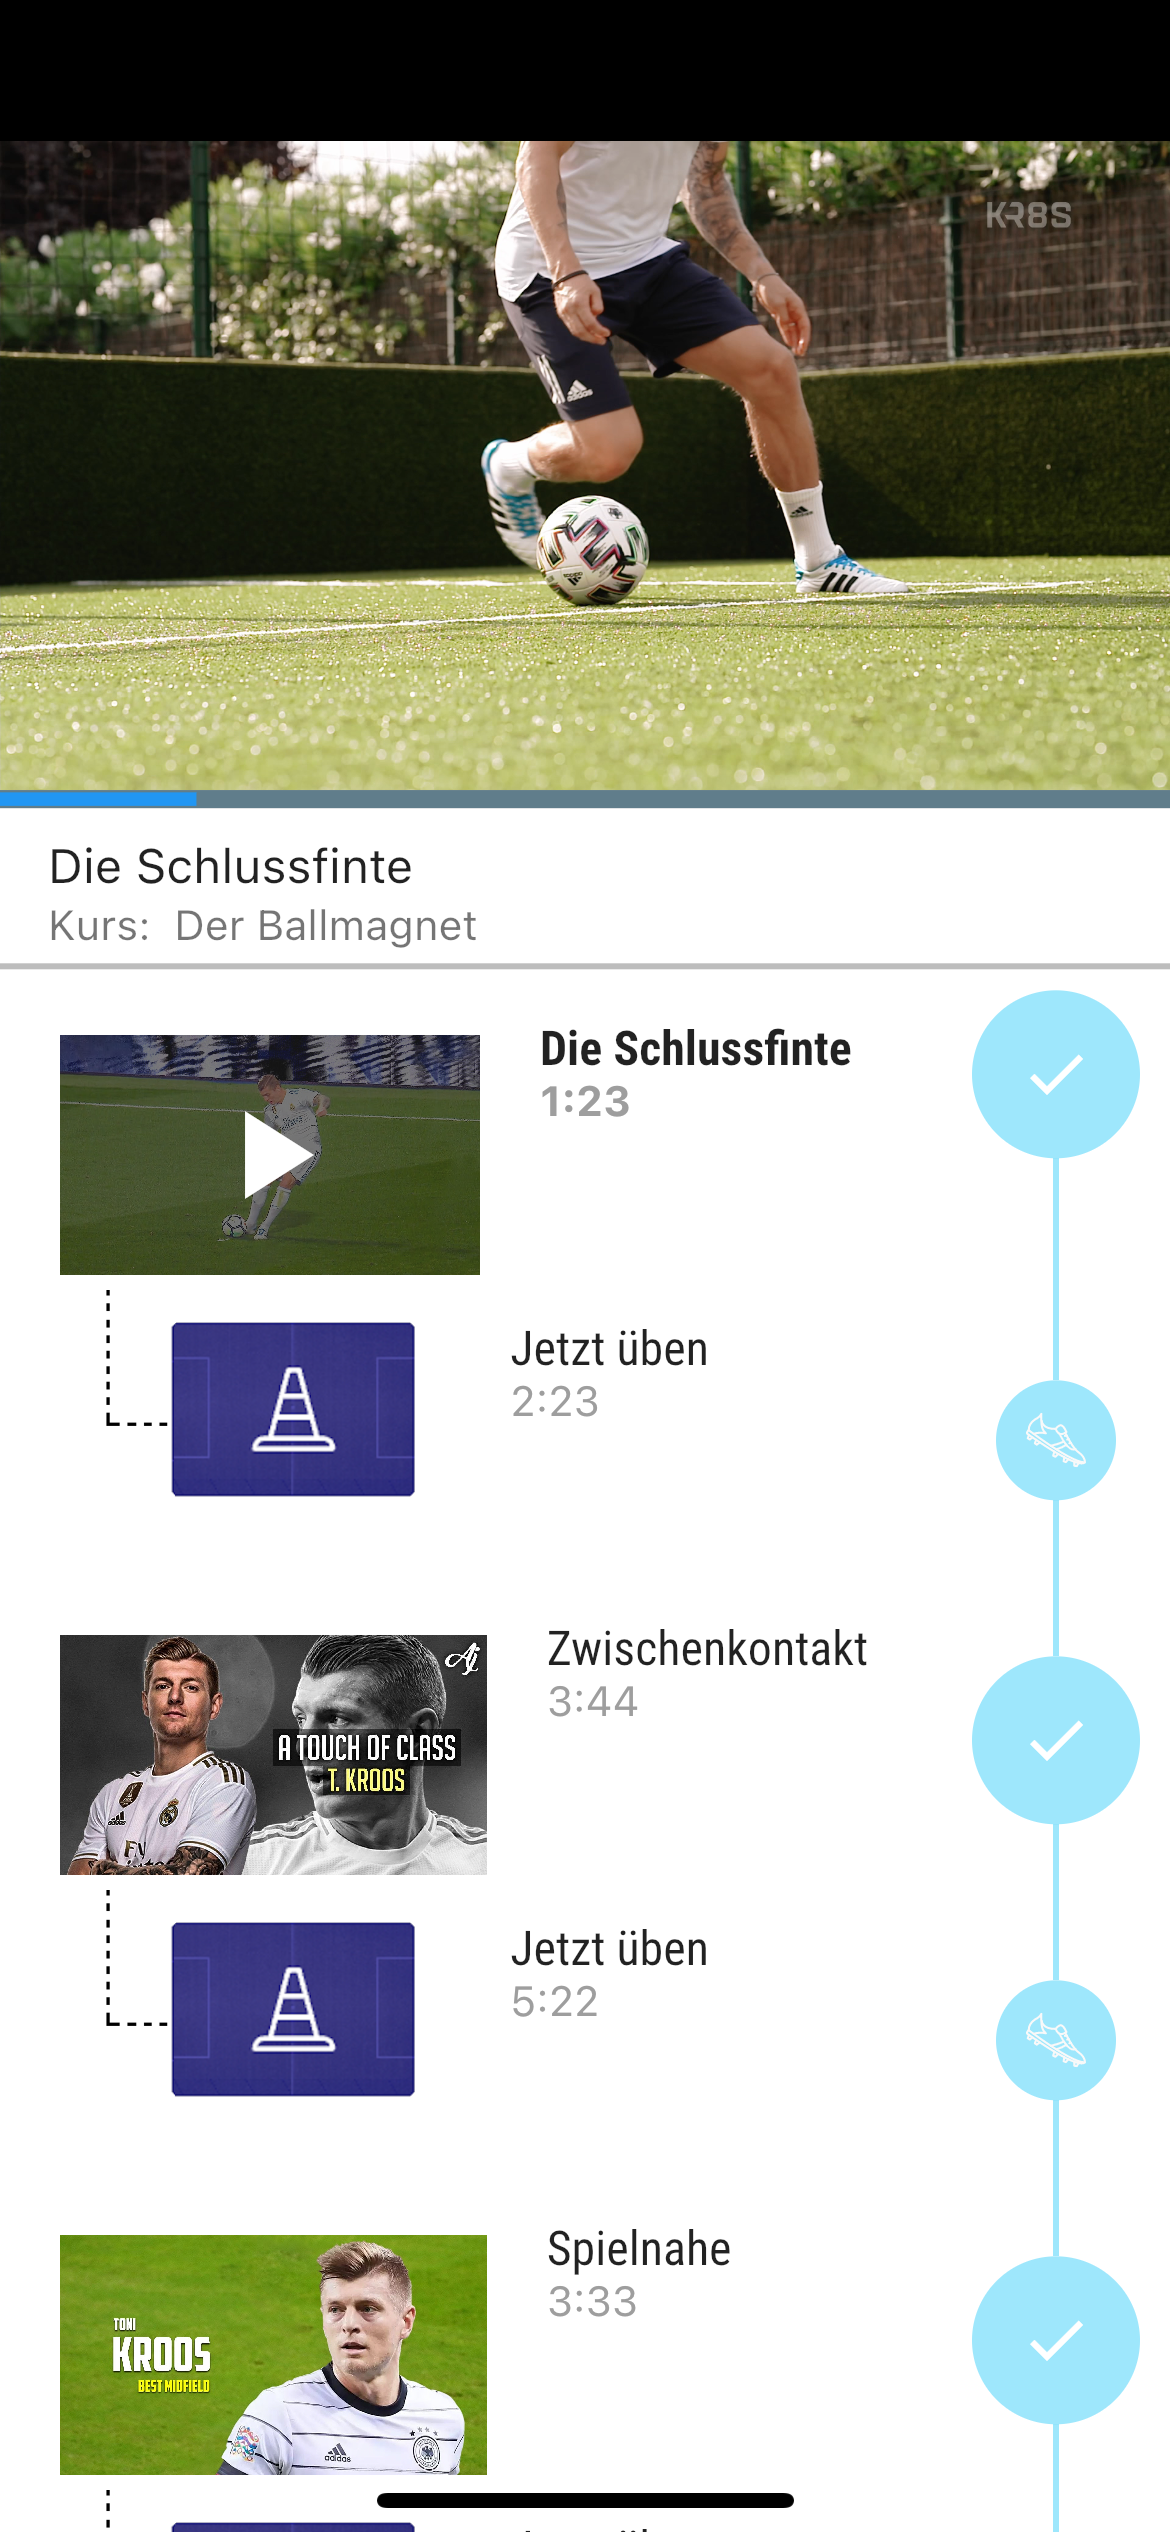 KR8S
Die Schlussfinte
Kurs: Der Ballmagnet
Die Schlussfinte
1:23
Jetzt üben
2:23
Zwischenkontakt
3:44
A TOUCH OF CLASS
T. KROOS
Jetzt üben
5:22
Spielnahe
3:33
TONI
KROOS
BEST MIDFIELD
adidas